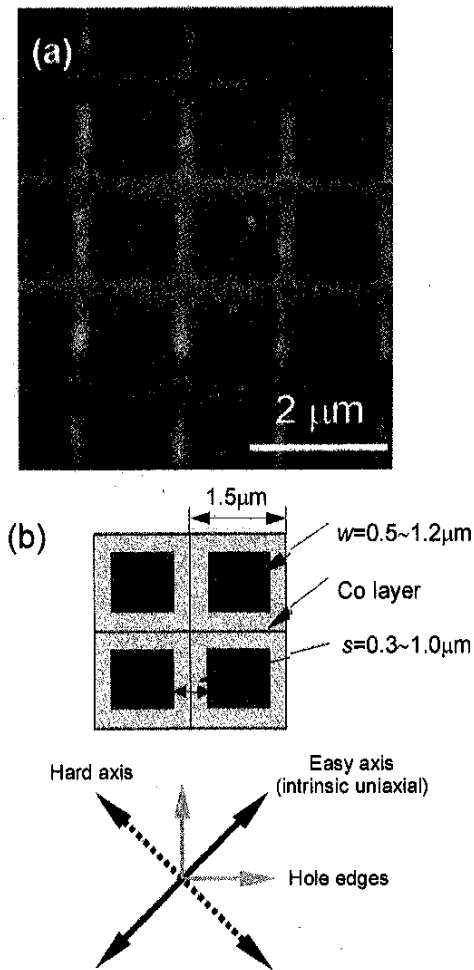 (a)
2 μm
1.5μm
(b)
w=0.5~1.2μm
Co layer
s=0.3~1.0μm
Hard axis
Easy axis
(intrinsic uniaxial)
Hole edges